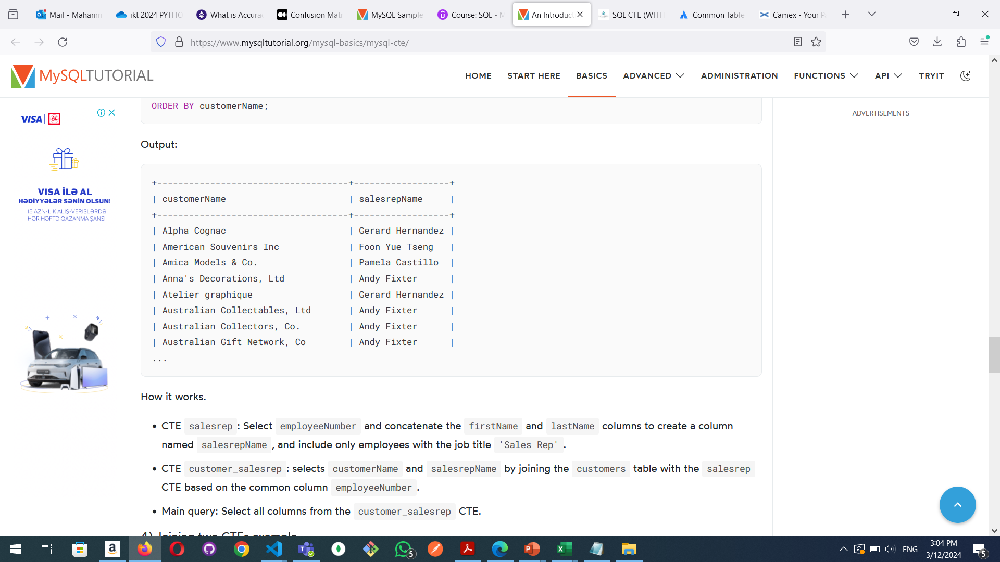 Mail - Mahamm
ikt 2024 PYTHO
What is Accura
Confusion Mat
MySQL Sample
Course: SQL - M
An Introduct
SQL CTE (WITH
Common Table
Camex - Your P
https://www.mysqltutorial.org/mysql-basics/mysql-cte/
MySQLTUTORIAL
HOME START HERE BASICS ADVANCED ADMINISTRATION FUNCTIONS API TRYIT
ORDER BY customerName;
VISA AL
VISA İLƏ AL
HƏDİYYƏLƏR SƏNİN OLSUN!
15 AZN-LİK ALIŞ-VERİŞLƏRDƏ
HƏR HƏFTƏ QAZANMA ŞANSI
ADVERTISEMENTS
Output:
+------------------------------------+------------------+
| customerName                       | salesrepName     |
+------------------------------------+------------------+
| Alpha Cognac                       | Gerard Hernandez |
| American Souvenirs Inc             | Foon Yue Tseng   |
| Amica Models & Co.                 | Pamela Castillo  |
| Anna's Decorations, Ltd            | Andy Fixter      |
| Atelier graphique                  | Gerard Hernandez |
| Australian Collectables, Ltd       | Andy Fixter      |
| Australian Collectors, Co.         | Andy Fixter      |
| Australian Gift Network, Co        | Andy Fixter      |
...
How it works.
• CTE salesrep : Select employeeNumber and concatenate the firstName and lastName columns to create a column
named salesrepName , and include only employees with the job title 'Sales Rep' .
• CTE customer_salesrep : selects customerName and salesrepName by joining the customers table with the salesrep
CTE based on the common column employeeNumber .
• Main query: Select all columns from the customer_salesrep CTE.
4) Joining two CTEs example
5
ENG
3:04 PM
3/12/2024
5